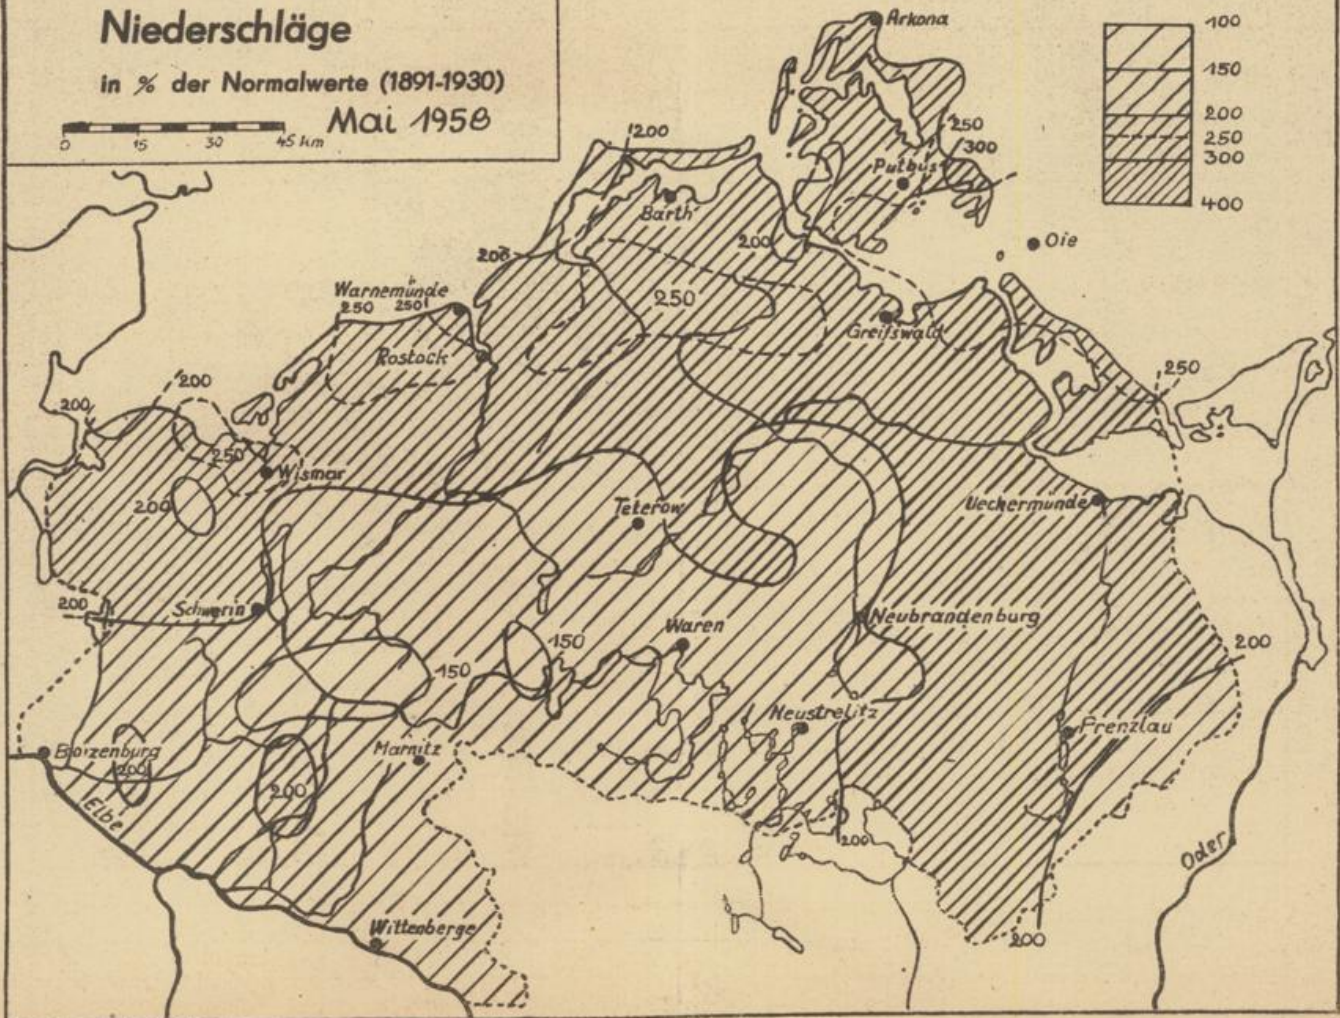 Niederschläge
in % der Normalwerte (1891-1930)
Mai 1958
0 15 30 45 km
100
150
200
250
300
400
Arkona
250
300
Putbus
200
Barth
Oie
200
200
Warnemünde
250 250
250
Greifswald
Rostock
200
250
200
250
Wismar
200
Teterow
Ueckermünde
200
Schwerin
Neubrandenburg
Waren
150
200
150
Neustrelitz
Prenzlau
Boizenburg
Marnitz
200
200
Elbe
200
Oder
Wittenberge
200